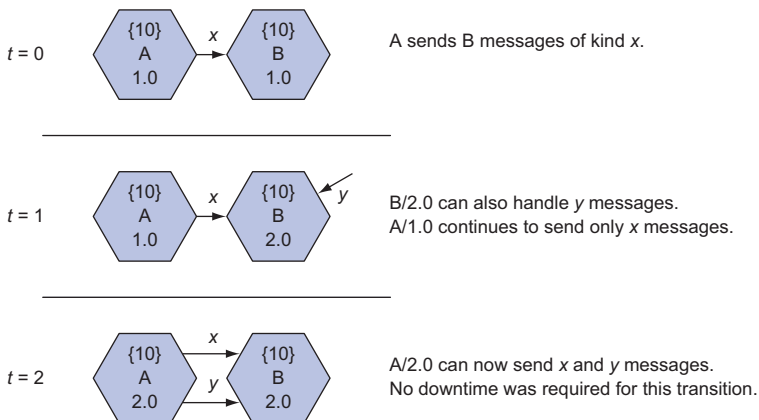 t = 0
{10}
A
1.0
x
{10}
B
1.0
A sends B messages of kind x.
t = 1
{10}
A
1.0
x
{10}
B
2.0
y
B/2.0 can also handle y messages.
A/1.0 continues to send only x messages.
t = 2
{10}
A
2.0
x
y
{10}
B
2.0
A/2.0 can now send x and y messages.
No downtime was required for this transition.